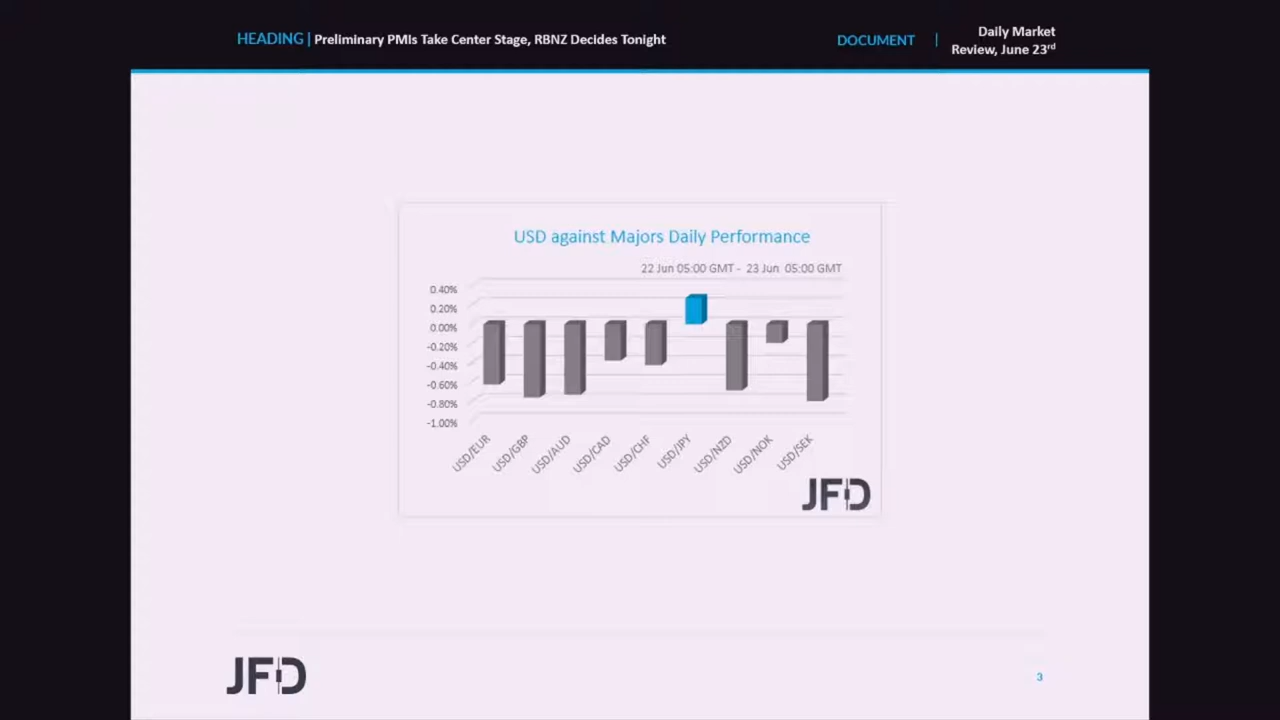 HEADING | Preliminary PMIs Take Center Stage, RBNZ Decides Tonight
DOCUMENT | Daily Market
Review, June 23rd
USD against Majors Daily Performance
22 Jun 05:00 GMT - 23 Jun 05:00 GMT
0.40%
0.20%
0.00%
-0.20%
-0.40%
-0.60%
-0.80%
-1.00%
USD/EUR
USD/GBP
USD/AUD
USD/CAD
USD/CHF
USD/JPY
USD/NZD
USD/NOK
USD/SEK
JFD
JFD
3